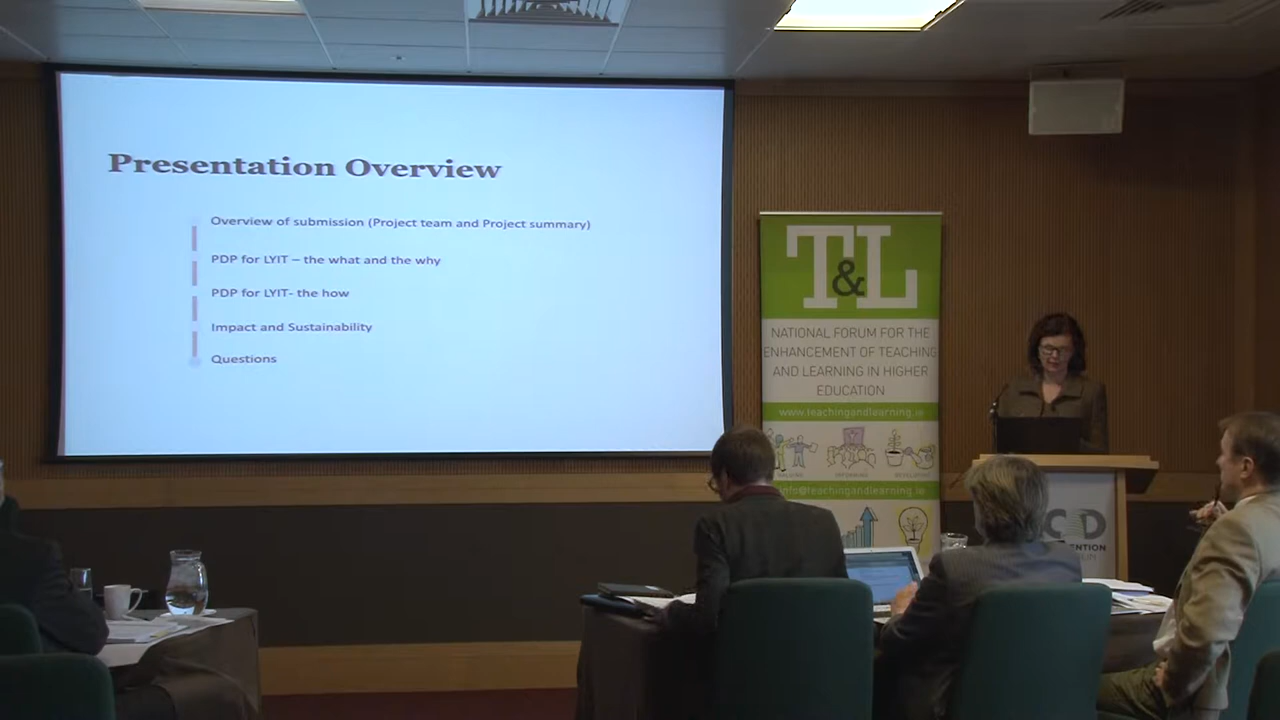 Presentation Overview
Overview of submission (Project team and Project summary)
PDP for LYIT – the what and the why
PDP for LYIT- the how
Impact and Sustainability
Questions
T&L
NATIONAL FORUM FOR THE
ENHANCEMENT OF TEACHING
AND LEARNING IN HIGHER
EDUCATION
www.teachingandlearning.ie
info@teachingandlearning.ie